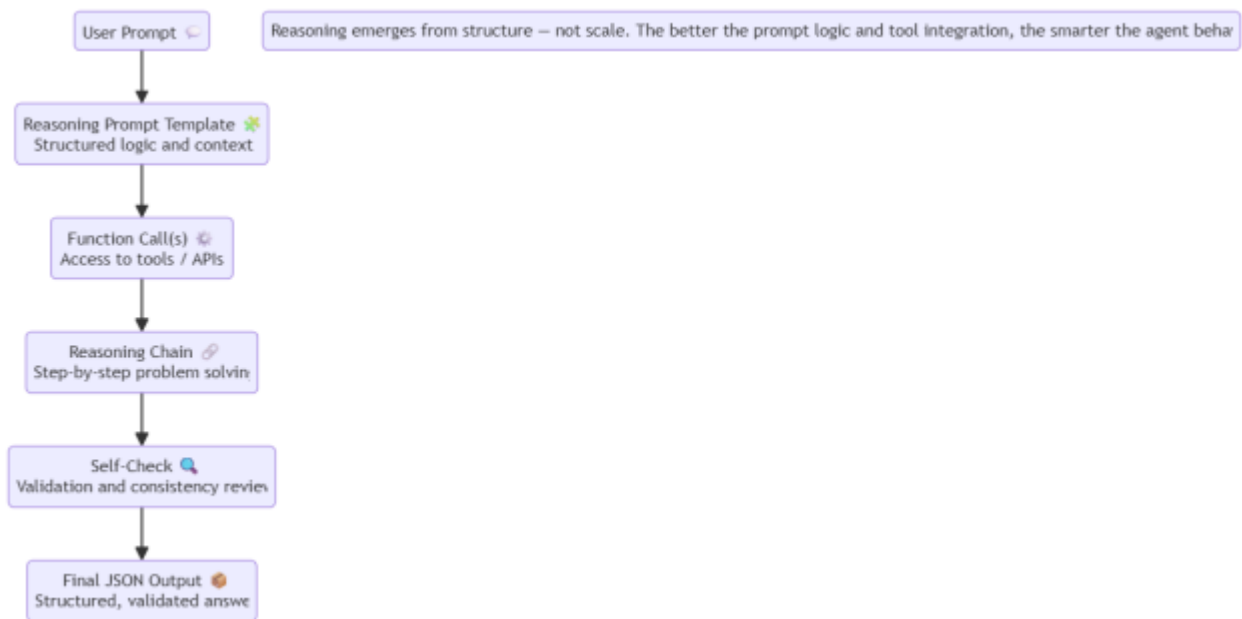 User Prompt 💬
Reasoning emerges from structure — not scale. The better the prompt logic and tool integration, the smarter the agent
Reasoning Prompt Template 🧩
Structured logic and context
Function Call(s) ⚙️
Access to tools / APIs
Reasoning Chain 🔗
Step-by-step problem solvin
Self-Check 🔍
Validation and consistency review
Final JSON Output 📦
Structured, validated answe